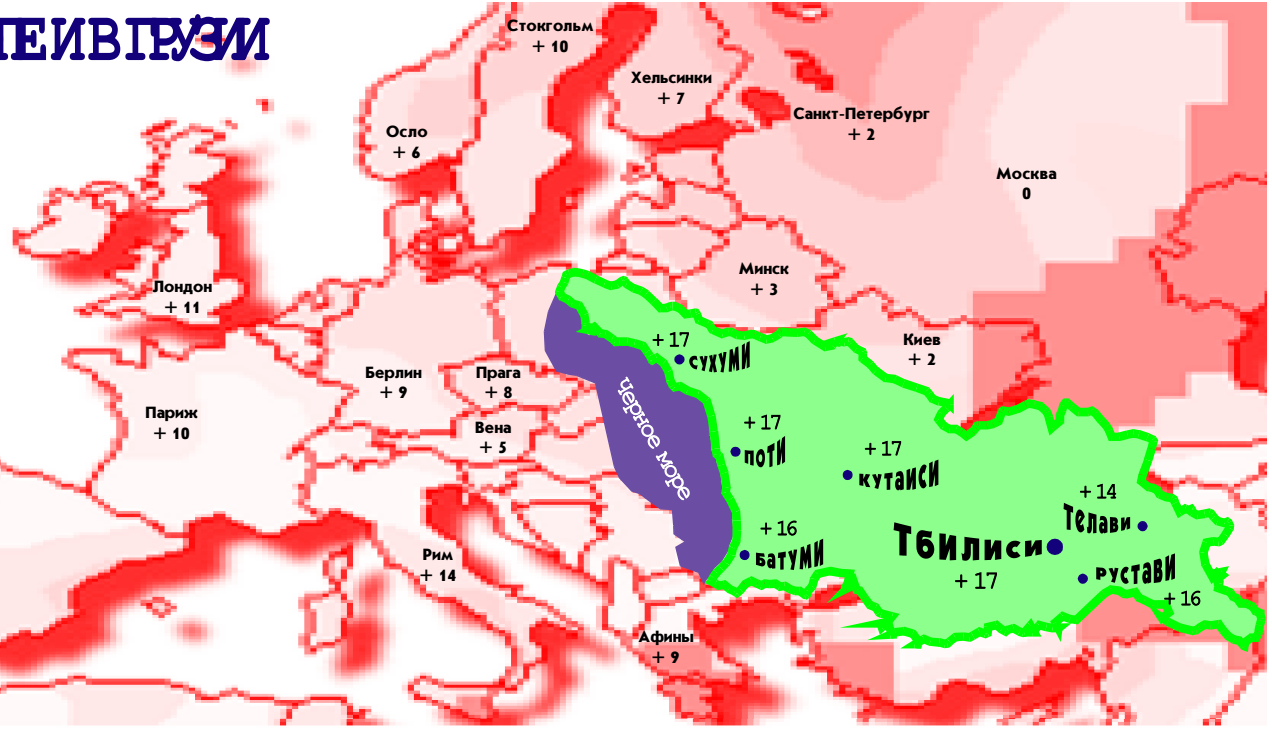 Стокгольм
+ 10
Хельсинки
+ 7
Санкт-Петербург
+ 2
Осло
+ 6
Москва
0
Минск
+ 3
Лондон
+ 11
Киев
+ 2
+ 17
СУХУМИ
Берлин
+ 9
Прага
+ 8
Париж
+ 10
Вена
+ 5
Черное море
+ 17
ПОТИ
+ 17
КУТАИСИ
+ 14
Телави
+ 16
БАТУМИ
Тбилиси
+ 17
РУСТАВИ
+ 16
Рим
+ 14
Афины
+ 9